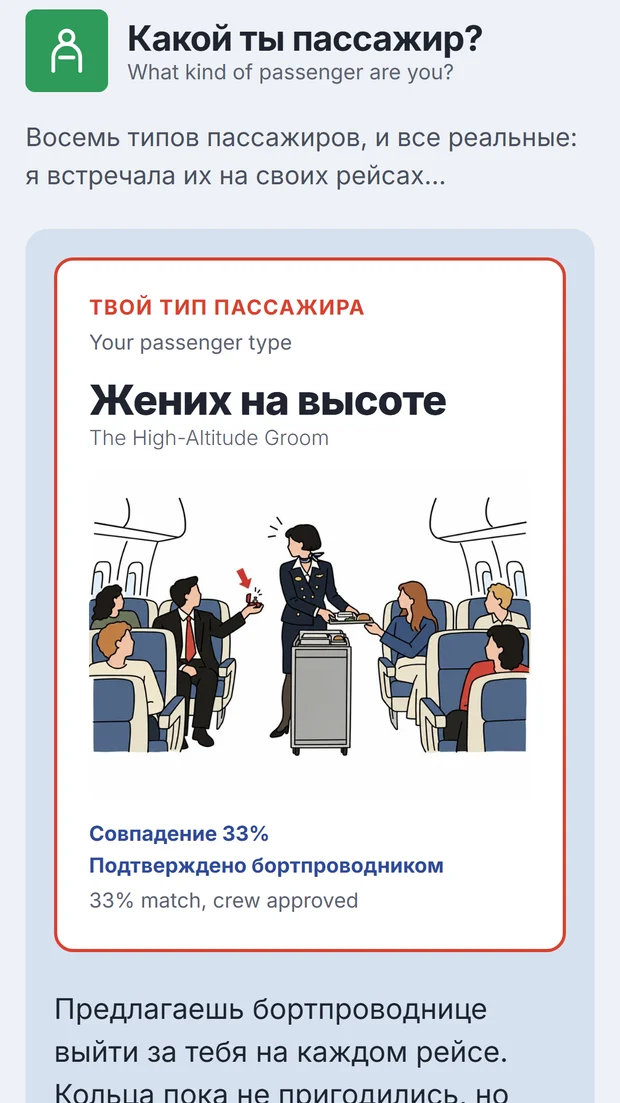 Какой ты пассажир?
What kind of passenger are you?
Восемь типов пассажиров, и все реальные:
я встречала их на своих рейсах...
ТВОЙ ТИП ПАССАЖИРА
Your passenger type
Жених на высоте
The High-Altitude Groom
Совпадение 33%
Подтверждено бортпроводником
33% match, crew approved
Предлагаешь бортпроводнице
выйти за тебя на каждом рейсе.
Кольца пока не пригодились, но